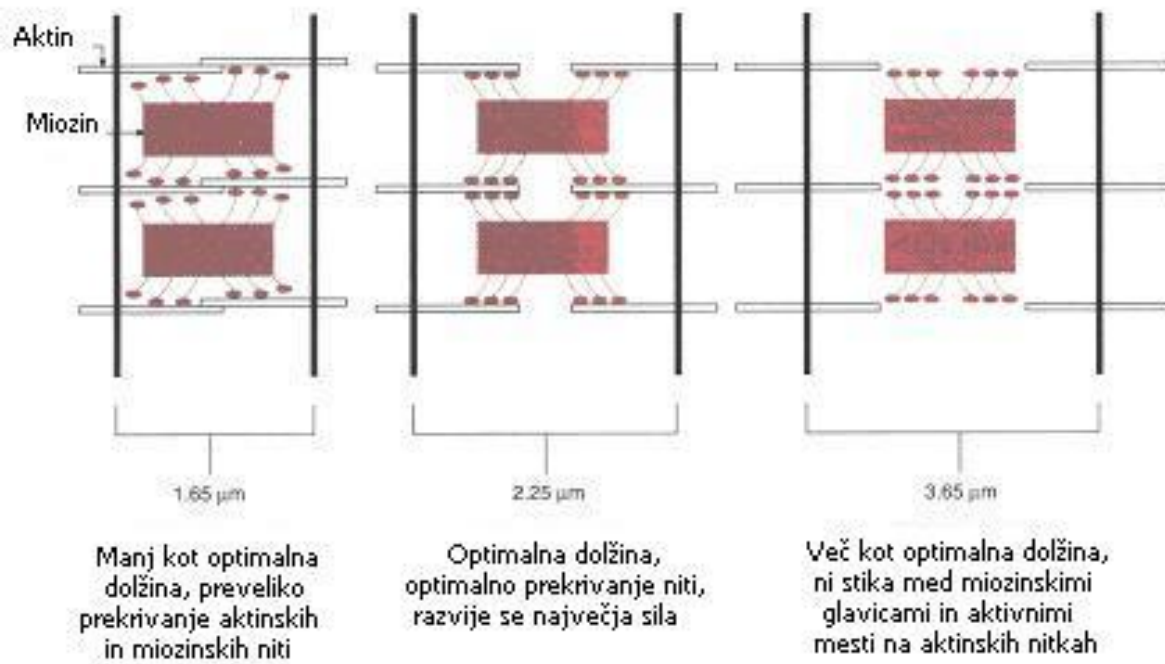 Aktin
Miozin
1.65 µm
2.25 µm
3.65 µm
Manj kot optimalna
dolžina, preveliko
prekrivanje aktinskih
in miozinskih niti
Optimalna dolžina,
optimalno prekrivanje niti,
razvije se največja sila
Več kot optimalna dolžina,
ni stika med miozinskimi
glavicami in aktivnimi
mesti na aktinskih nitkah